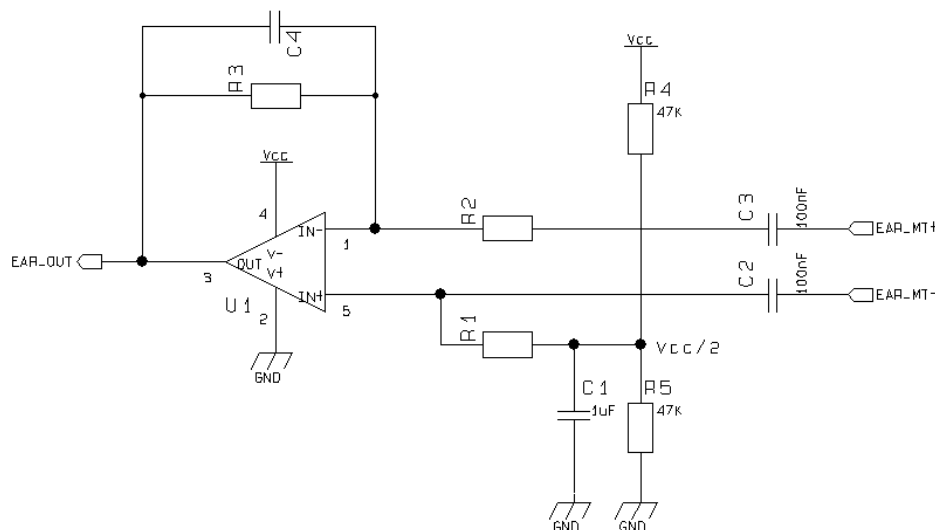 C4
R3
Vcc
R4
47K
Vcc
4
R2
C3
100nF
IN-
1
EAR_MT+
EAR_OUT
3
OUT
V-
V+
C2
100nF
EAR_MT-
IN+
5
U1
2
R1
Vcc/2
GND
C1
1uF
R5
47K
GND
GND